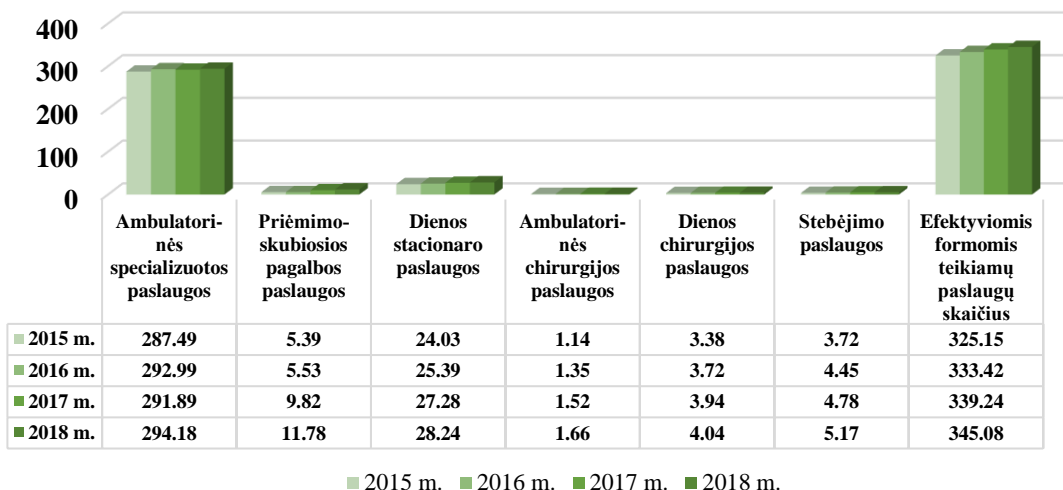 400
300
200
100
0
Ambulatori-
nės
specializuotos
paslaugos
Priėmimo-
skubiosios
pagalbos
paslaugos
Dienos
stacionaro
paslaugos
Ambulatori-
nės
chirurgijos
paslaugos
Dienos
chirurgijos
paslaugos
Stebėjimo
paslaugos
Efektyviomis
formomis
teikiamų
paslaugų
skaičius
2015 m. 287.49 5.39 24.03 1.14 3.38 3.72 325.15
2016 m. 292.99 5.53 25.39 1.35 3.72 4.45 333.42
2017 m. 291.89 9.82 27.28 1.52 3.94 4.78 339.24
2018 m. 294.18 11.78 28.24 1.66 4.04 5.17 345.08
2015 m. 2016 m. 2017 m. 2018 m.